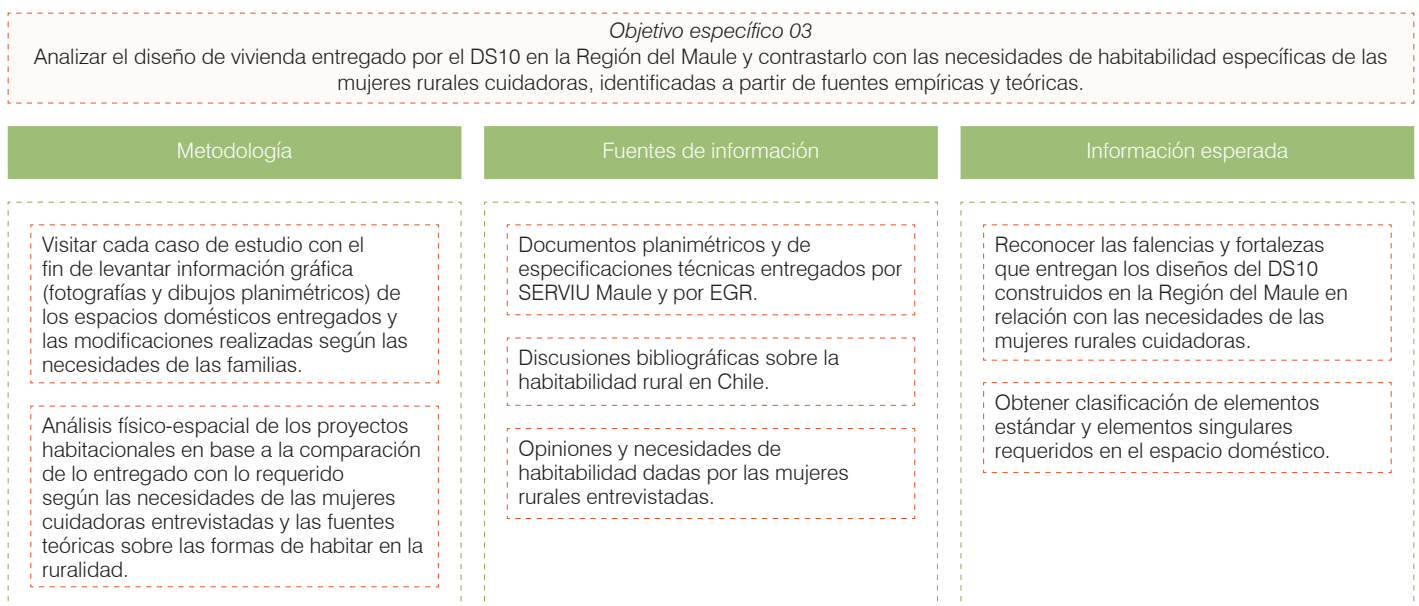 Objetivo específico 03
Analizar el diseño de vivienda entregado por el DS10 en la Región del Maule y contrastarlo con las necesidades de habitabilidad específicas de las
mujeres rurales cuidadoras, identificadas a partir de fuentes empíricas y teóricas.
Metodología
Visitar cada caso de estudio con el
fin de levantar información gráfica
(fotografías y dibujos planimétricos) de
los espacios domésticos entregados y
las modificaciones realizadas según las
necesidades de las familias.
Análisis físico-espacial de los proyectos
habitacionales en base a la comparación
de lo entregado con lo requerido
según las necesidades de las mujeres
cuidadoras entrevistadas y las fuentes
teóricas sobre las formas de habitar en la
ruralidad.
Fuentes de información
Documentos planimétricos y de
especificaciones técnicas entregados por
SERVIU Maule y por EGR.
Discusiones bibliográficas sobre la
habitabilidad rural en Chile.
Opiniones y necesidades de
habitabilidad dadas por las mujeres
rurales entrevistadas.
Información esperada
Reconocer las falencias y fortalezas
que entregan los diseños del DS10
construidos en la Región del Maule en
relación con las necesidades de las
mujeres rurales cuidadoras.
Obtener clasificación de elementos
estándar y elementos singulares
requeridos en el espacio doméstico.